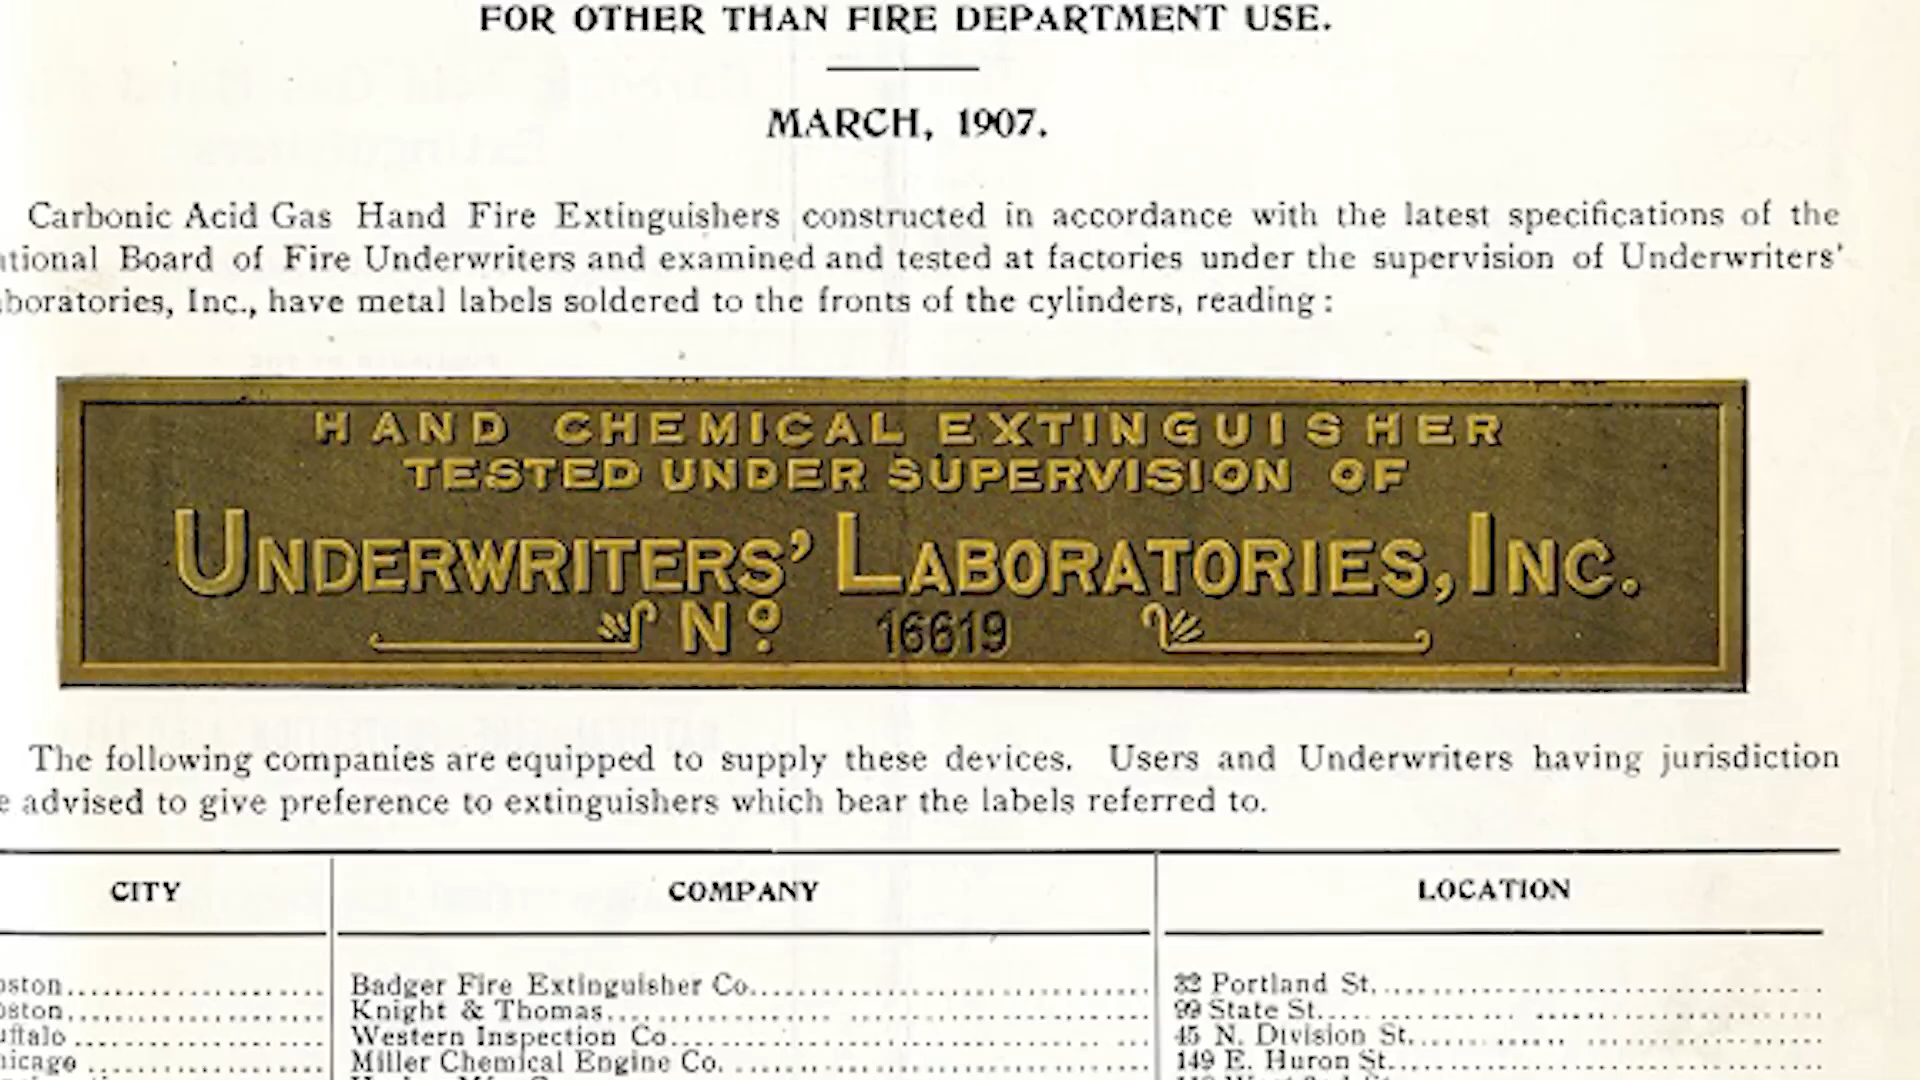 FOR OTHER THAN FIRE DEPARTMENT USE.
MARCH, 1907.
Carbonic Acid Gas Hand Fire Extinguishers constructed in accordance with the latest specifications of the
ational Board of Fire Underwriters and examined and tested at factories under the supervision of Underwriters'
boratories, Inc., have metal labels soldered to the fronts of the cylinders, reading:
HAND CHEMICAL EXTINGUISHER
TESTED UNDER SUPERVISION OF
UNDERWRITERS' LABORATORIES, INC.
Nº 16619
The following companies are equipped to supply these devices. Users and Underwriters having jurisdiction
e advised to give preference to extinguishers which bear the labels referred to.
CITY COMPANY LOCATION
oston Badger Fire Extinguisher Co. 32 Portland St.
oston Knight & Thomas 99 State St.
uffalo Western Inspection Co. 45 N. Division St.
hicago Miller Chemical Engine Co. 149 E. Huron St.